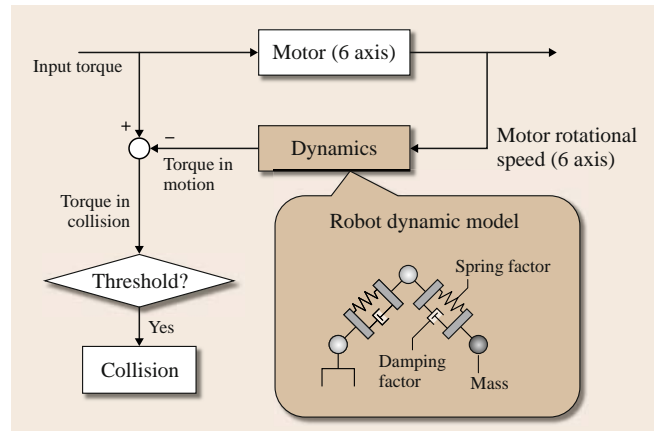 Motor (6 axis)
Input torque
+
−
Dynamics
Motor rotational
speed (6 axis)
Torque in
motion
Torque in
collision
Robot dynamic model
Threshold?
Spring factor
Yes
Damping
factor
Collision
Mass